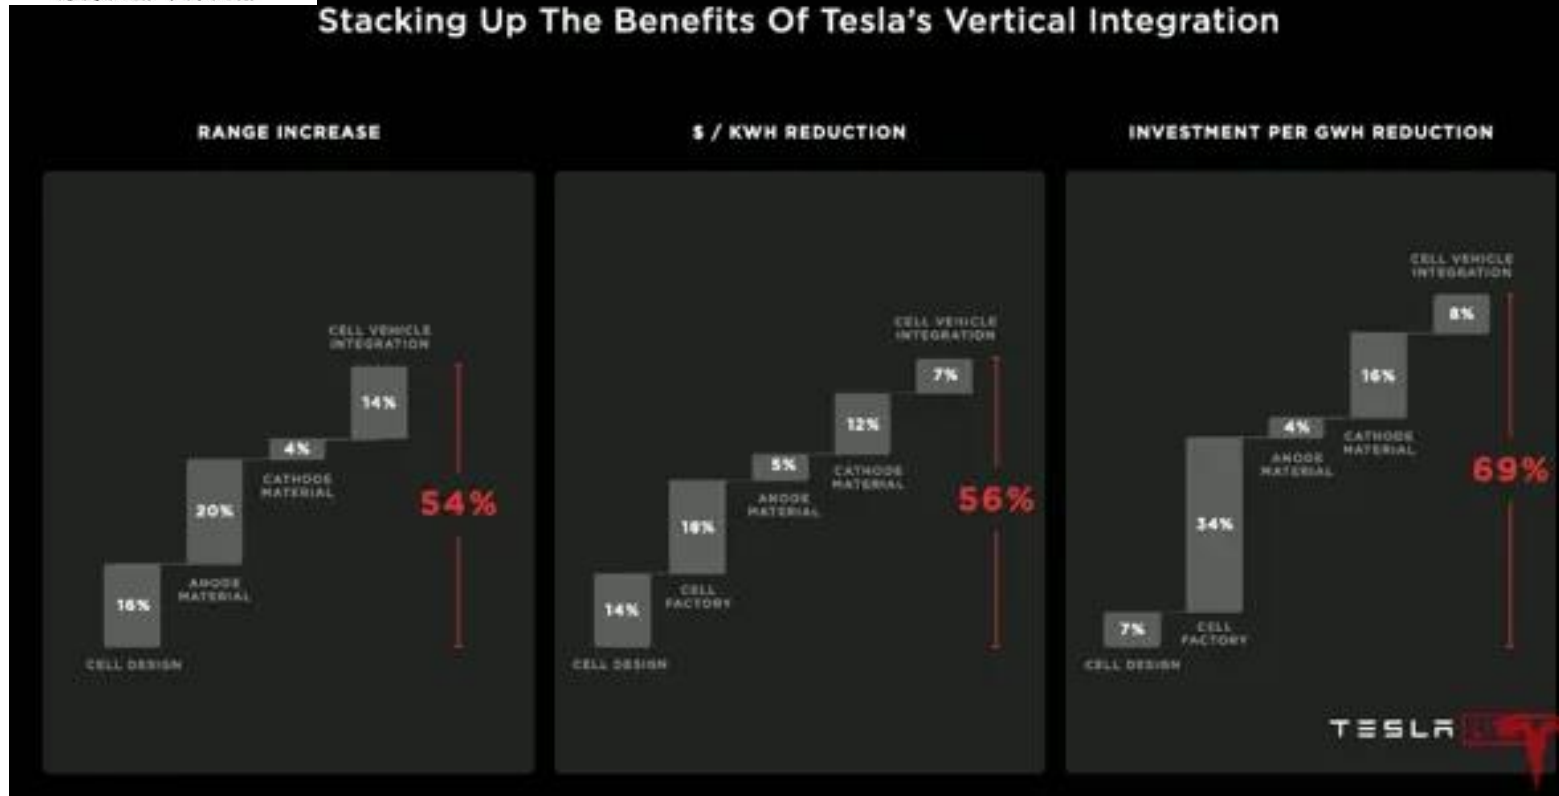 Stacking Up The Benefits Of Tesla's Vertical Integration
RANGE INCREASE
CELL VEHICLE
INTEGRATION
14%
4%
CATHODE
MATERIAL
20%
ANODE
MATERIAL
16%
CELL DESIGN
54%
$ / KWH REDUCTION
CELL VEHICLE
INTEGRATION
7%
12%
CATHODE
MATERIAL
5%
ANODE
MATERIAL
18%
CELL
FACTORY
14%
CELL DESIGN
56%
INVESTMENT PER GWH REDUCTION
CELL VEHICLE
INTEGRATION
8%
16%
CATHODE
MATERIAL
4%
ANODE
MATERIAL
34%
CELL
FACTORY
7%
CELL DESIGN
69%
TESLA